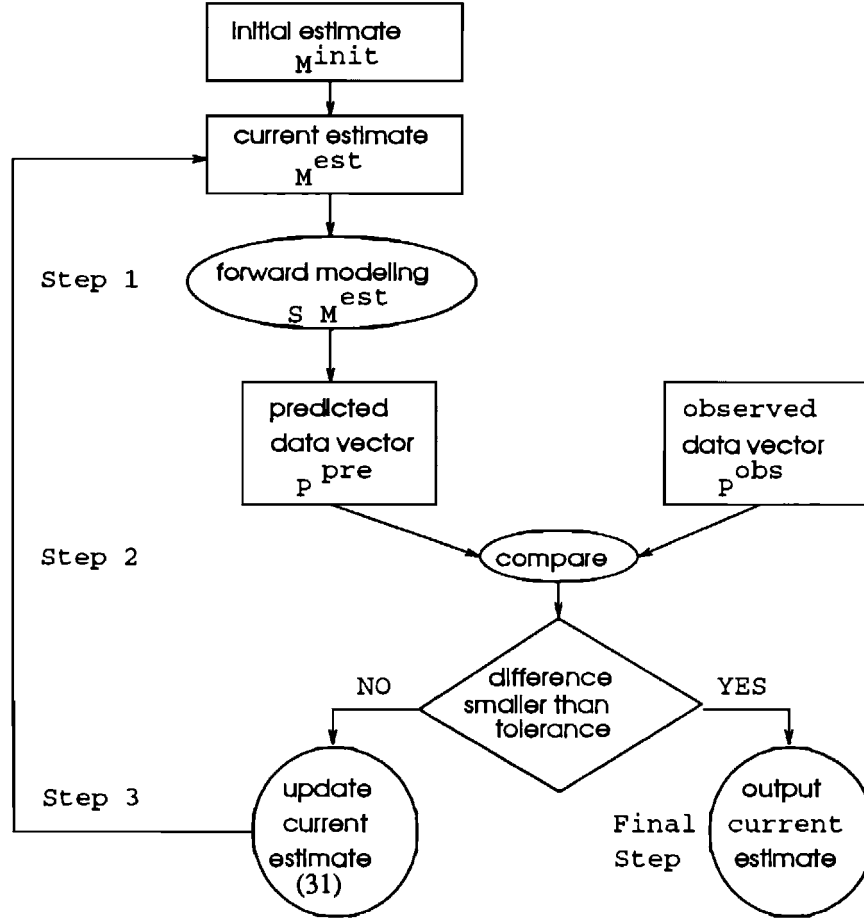 initial estimate
M^init
current estimate
M^est
Step 1
forward modeling
S M^est
predicted
data vector
P^pre
observed
data vector
P^obs
Step 2
compare
difference
smaller than
tolerance
NO
YES
Step 3
update
current
estimate
(31)
Final
Step
output
current
estimate